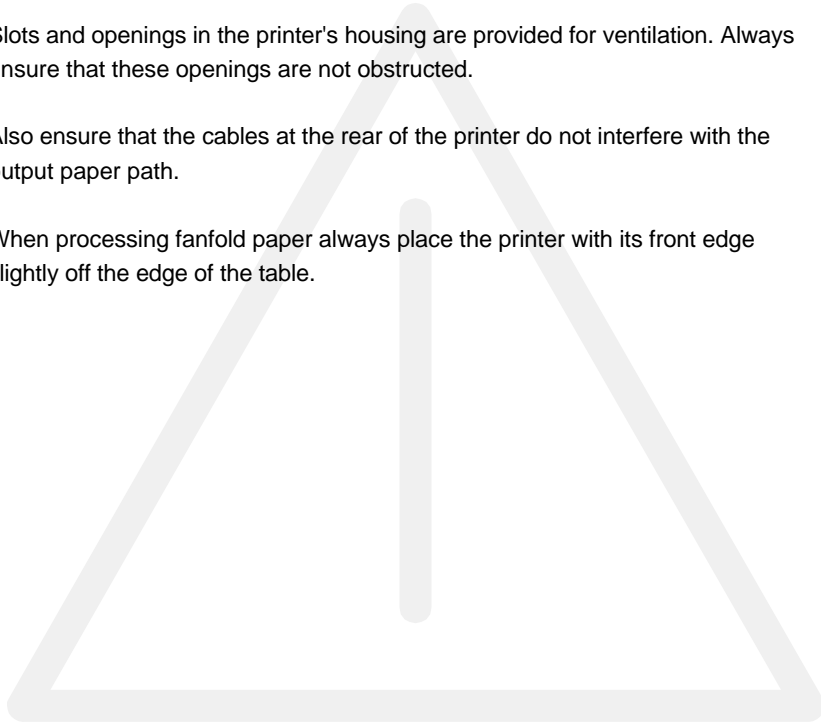 Slots and openings in the printer's housing are provided for ventilation. Always
ensure that these openings are not obstructed.
Also ensure that the cables at the rear of the printer do not interfere with the
output paper path.
When processing fanfold paper always place the printer with its front edge
slightly off the edge of the table.